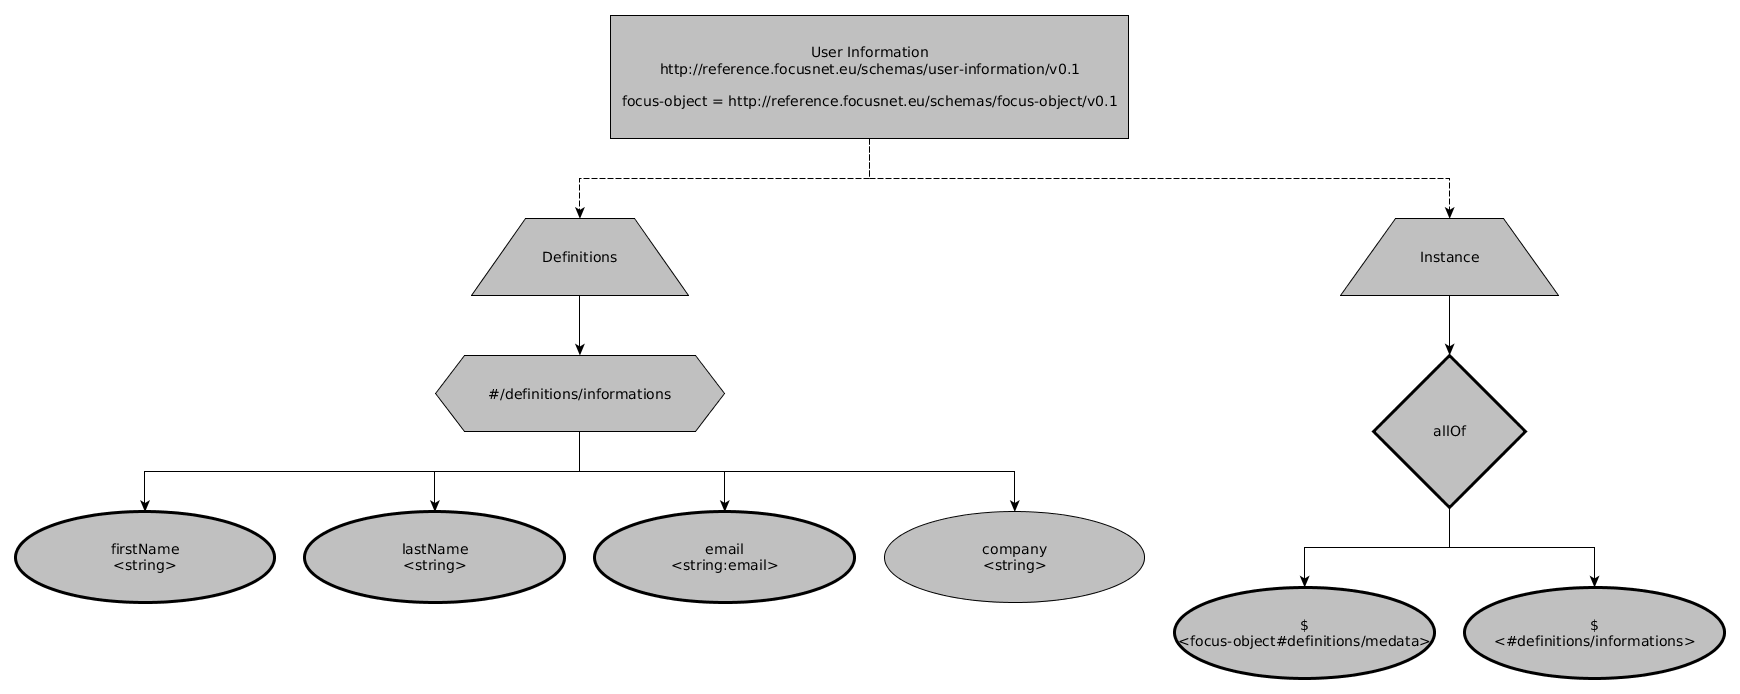 User Information
http://reference.focusnet.eu/schemas/user-information/v0.1
focus-object = http://reference.focusnet.eu/schemas/focus-object/v0.1
Definitions
Instance
#/definitions/informations
allOf
firstName
<string>
lastName
<string>
email
<string:email>
company
<string>
$
<focus-object#definitions/medata>
$
<#definitions/informations>